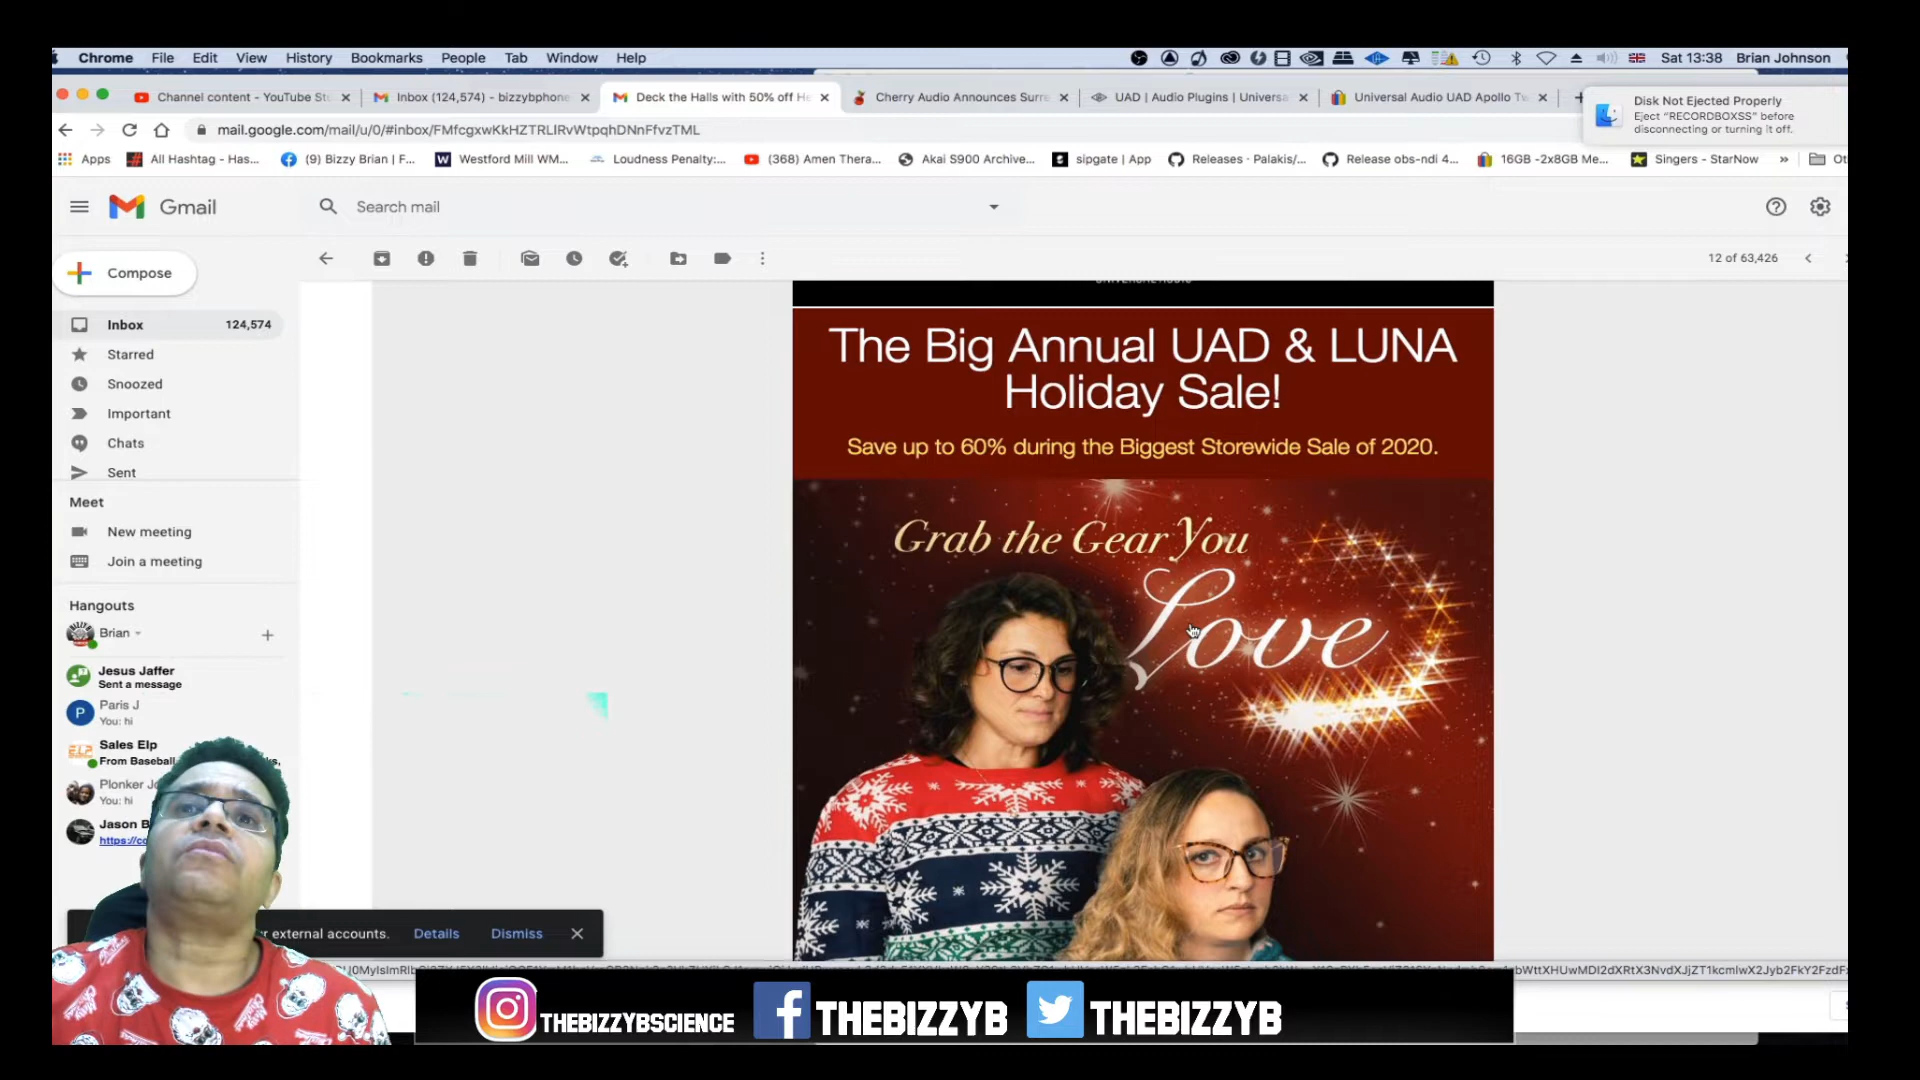 Chrome File Edit View History Bookmarks People Tab Window Help
Sat 13:38 Brian Johnson
Channel content - YouTube St
Inbox (124,574) - bizzybphone
Deck the Halls with 50% off He
Cherry Audio Announces Surre
UAD | Audio Plugins | Universa
Universal Audio UAD Apollo Tw
Disk Not Ejected Properly
Eject “RECORDBOXSS” before
disconnecting or turning it off.
mail.google.com/mail/u/0/#inbox/FMfcgxwKkHZTRLlRvWtpqhDNnFfvzTML
Apps
All Hashtag - Has...
(9) Bizzy Brian | F...
Westford Mill WM...
Loudness Penalty:...
(368) Amen Thera...
Akai S900 Archive...
sipgate | App
Releases · Palakis/...
Release obs-ndi 4...
16GB -2x8GB Me...
Singers - StarNow
»
Gmail
Search mail
Compose
12 of 63,426
Inbox 124,574
Starred
Snoozed
Important
Chats
Sent
Meet
New meeting
Join a meeting
Hangouts
Brian
Jesus Jaffer
Sent a message
Paris J
You: hi
Sales Elp
From Baseball
Plonker Jo
You: hi
Jason B
The Big Annual UAD & LUNA
Holiday Sale!
Save up to 60% during the Biggest Storewide Sale of 2020.
Grab the Gear You
Love
external accounts. Details Dismiss
THEBIZZYBSCIENCE
THEBIZZYB
THEBIZZYB